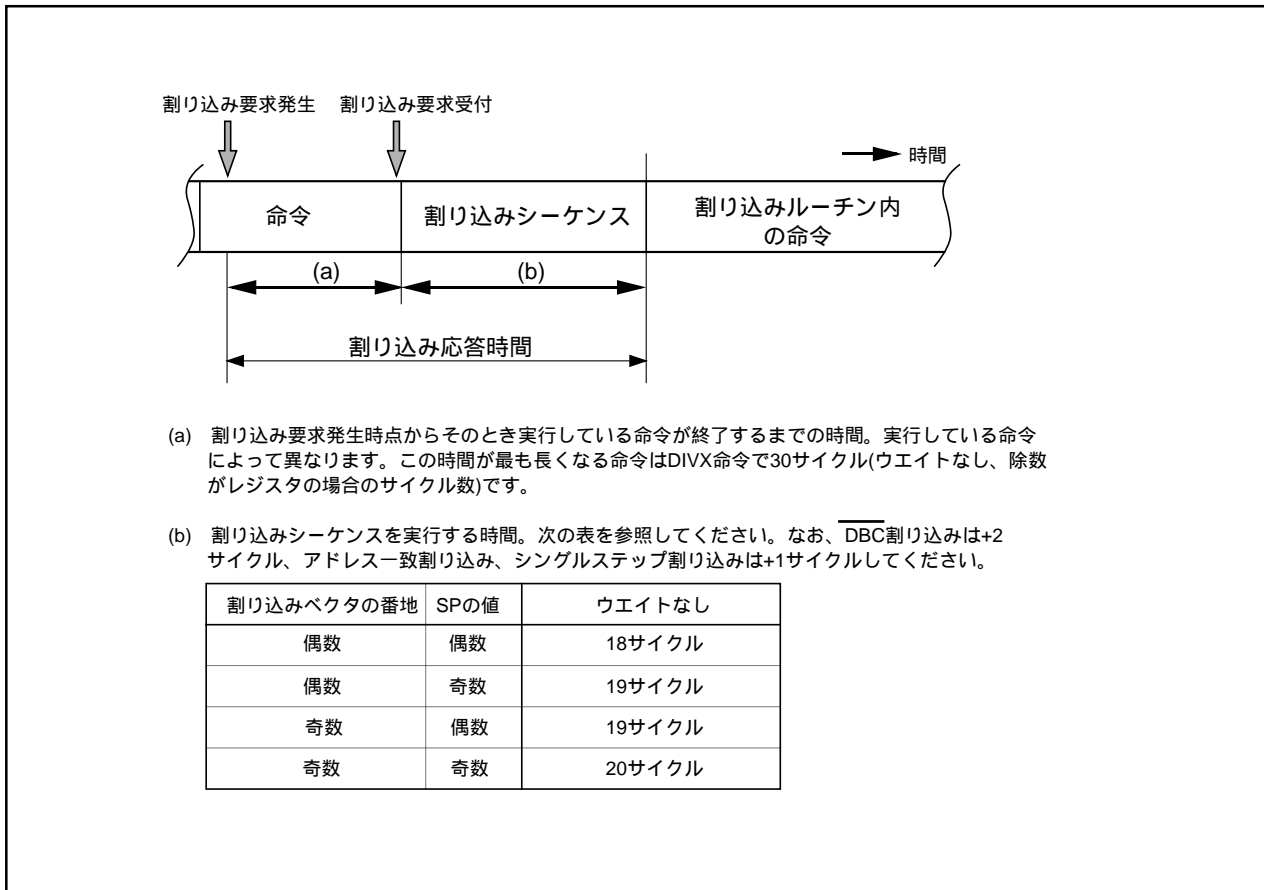 割り込み要求発生 割り込み要求受付
時間
命令 割り込みシーケンス 割り込みルーチン内
の命令
(a) (b)
割り込み応答時間
(a) 割り込み要求発生時点からそのとき実行している命令が終了するまでの時間。実行している命令
によって異なります。この時間が最も長くなる命令はDIVX命令で30サイクル(ウエイトなし、除数
がレジスタの場合のサイクル数)です。
(b) 割り込みシーケンスを実行する時間。次の表を参照してください。なお、DBC割り込みは+2
サイクル、アドレス一致割り込み、シングルステップ割り込みは+1サイクルしてください。
割り込みベクタの番地 SPの値 ウエイトなし
偶数 偶数 18サイクル
偶数 奇数 19サイクル
奇数 偶数 19サイクル
奇数 奇数 20サイクル